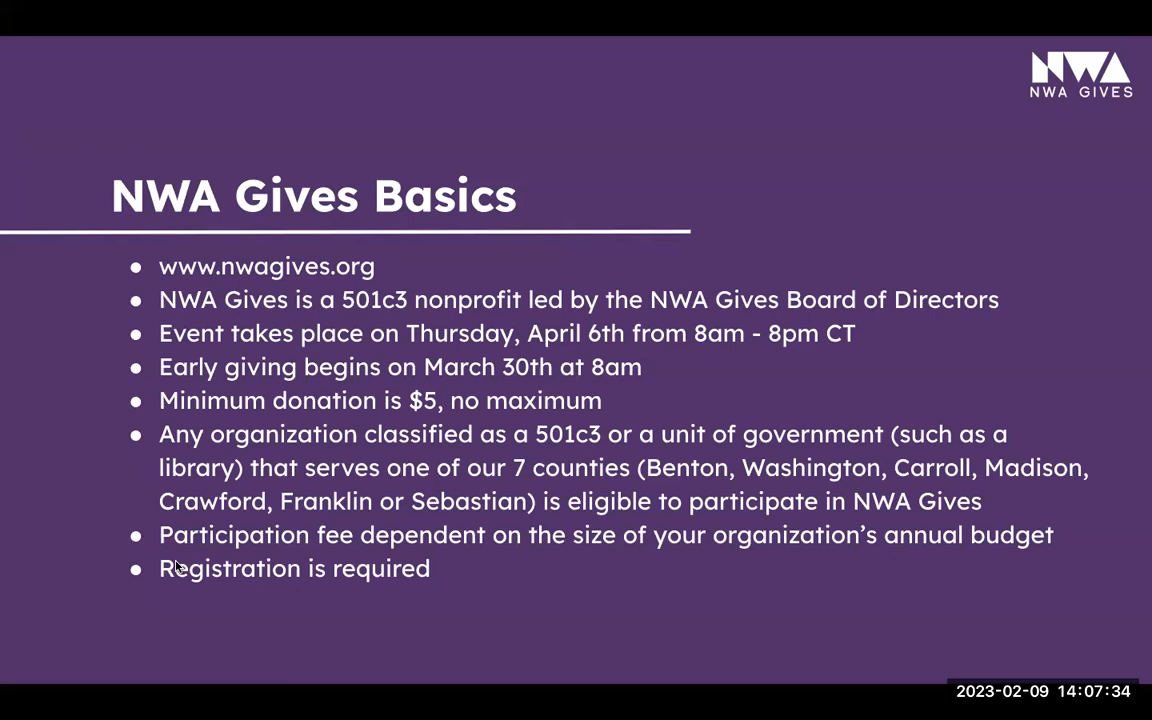 NWA
NWA GIVES
NWA Gives Basics
● www.nwagives.org
● NWA Gives is a 501c3 nonprofit led by the NWA Gives Board of Directors
● Event takes place on Thursday, April 6th from 8am - 8pm CT
● Early giving begins on March 30th at 8am
● Minimum donation is $5, no maximum
● Any organization classified as a 501c3 or a unit of government (such as a
library) that serves one of our 7 counties (Benton, Washington, Carroll, Madison,
Crawford, Franklin or Sebastian) is eligible to participate in NWA Gives
● Participation fee dependent on the size of your organization’s annual budget
● Registration is required
2023-02-09 14:07:34